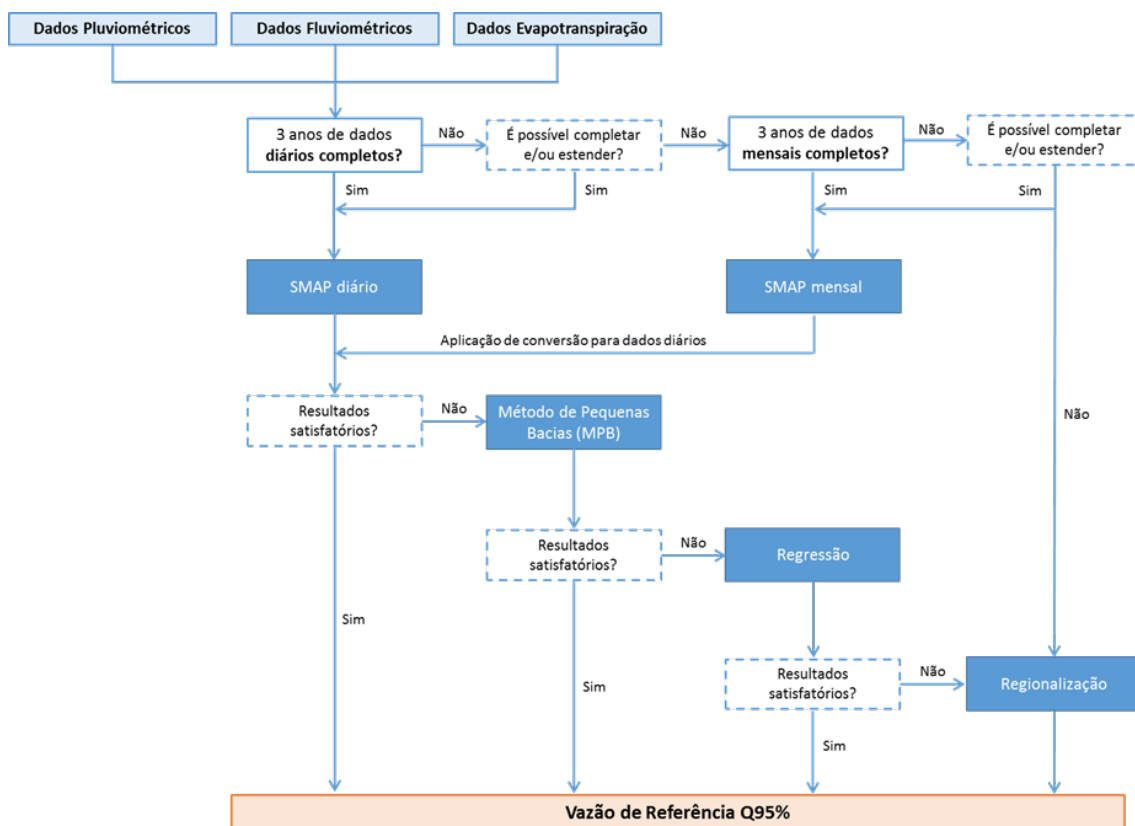 Dados Pluviométricos
Dados Fluviométricos
Dados Evapotranspiração
3 anos de dados
diários completos?
Não
É possível completar
e/ou estender?
Não
3 anos de dados
mensais completos?
Não
É possível completar
e/ou estender?
Sim
Sim
Sim
Sim
SMAP diário
SMAP mensal
Aplicação de conversão para dados diários
Resultados
satisfatórios?
Não
Método de Pequenas
Bacias (MPB)
Não
Resultados
satisfatórios?
Não
Regressão
Sim
Sim
Resultados
satisfatórios?
Não
Regionalização
Sim
Vazão de Referência Q95%